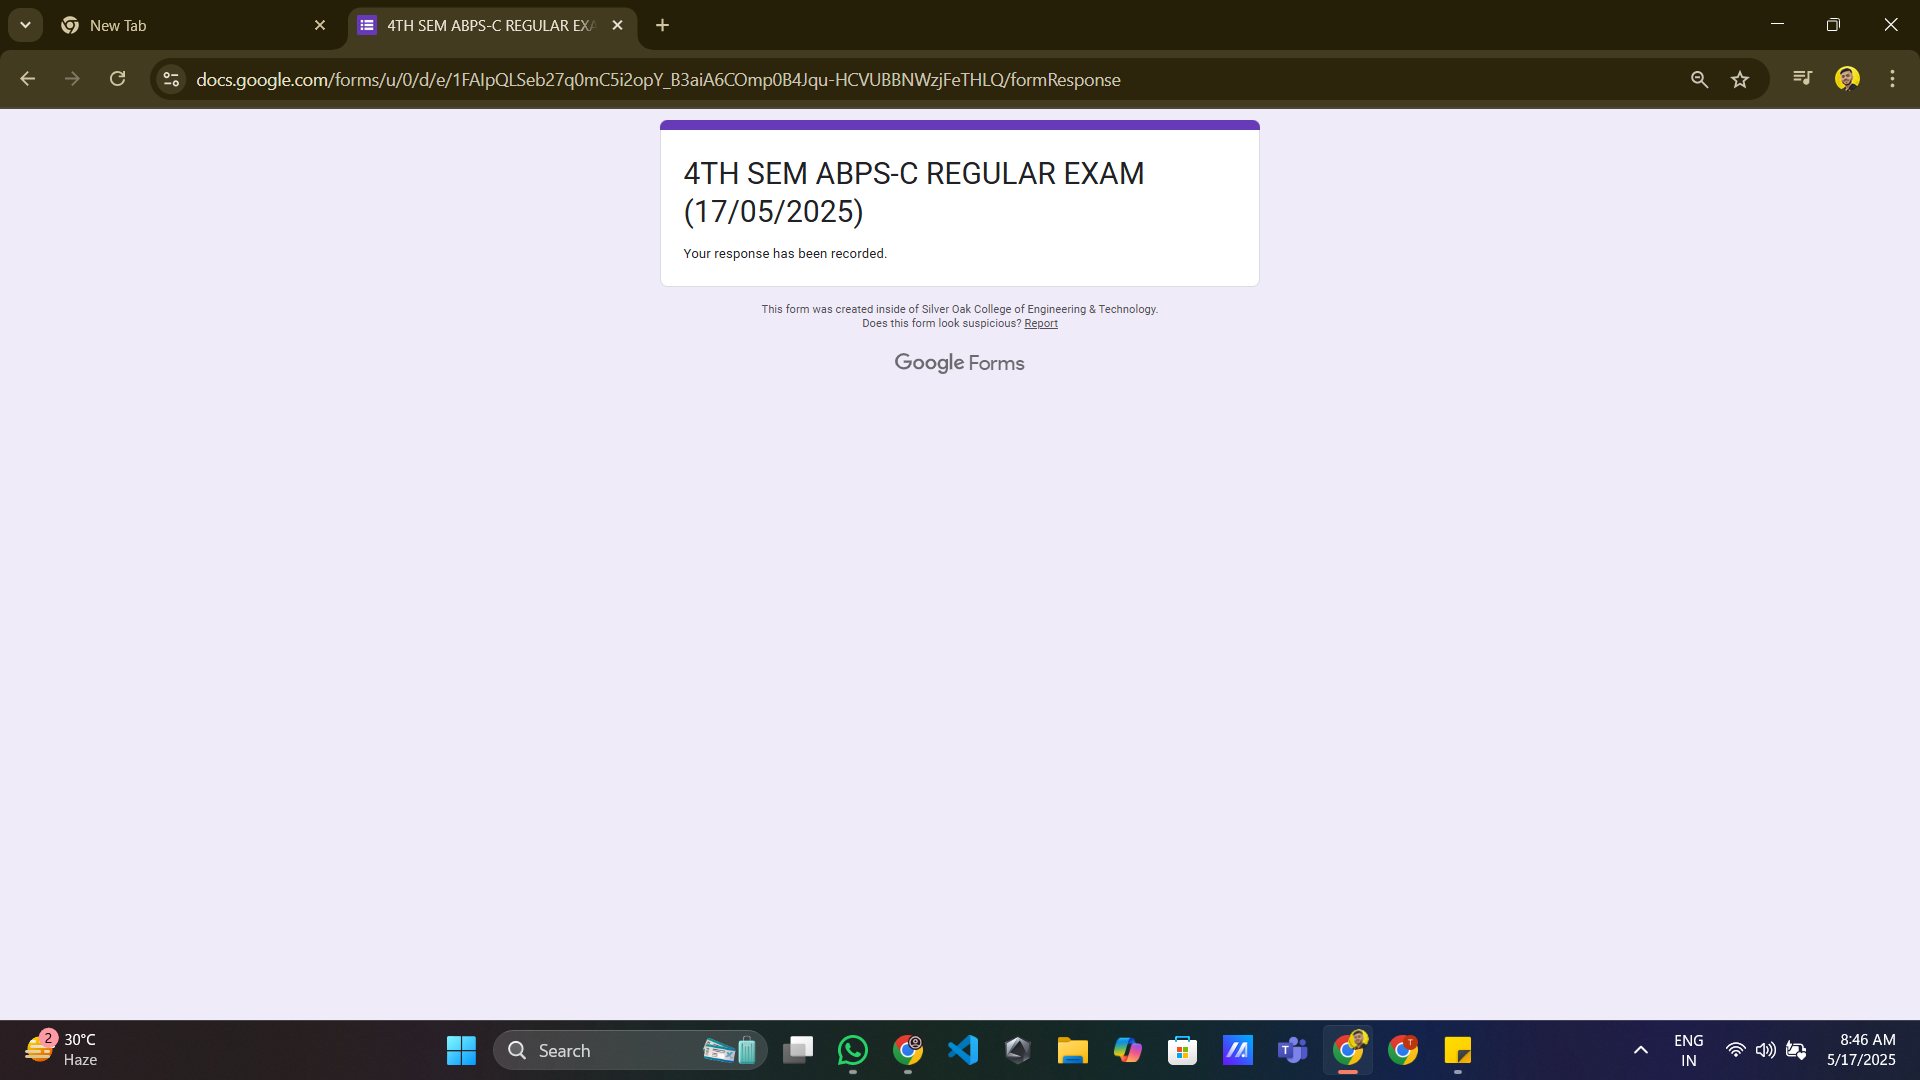 New Tab
4TH SEM ABPS-C REGULAR EXA
docs.google.com/forms/u/0/d/e/1FAIpQLSeb27q0mC5i2opY_B3aiA6COmp0B4Jqu-HCVUBBNWzjFeTHLQ/formResponse
4TH SEM ABPS-C REGULAR EXAM
(17/05/2025)
Your response has been recorded.
This form was created inside of Silver Oak College of Engineering & Technology.
Does this form look suspicious? Report
Google Forms
2
30°C
Haze
Search
T
T
ENG
IN
8:46 AM
5/17/2025